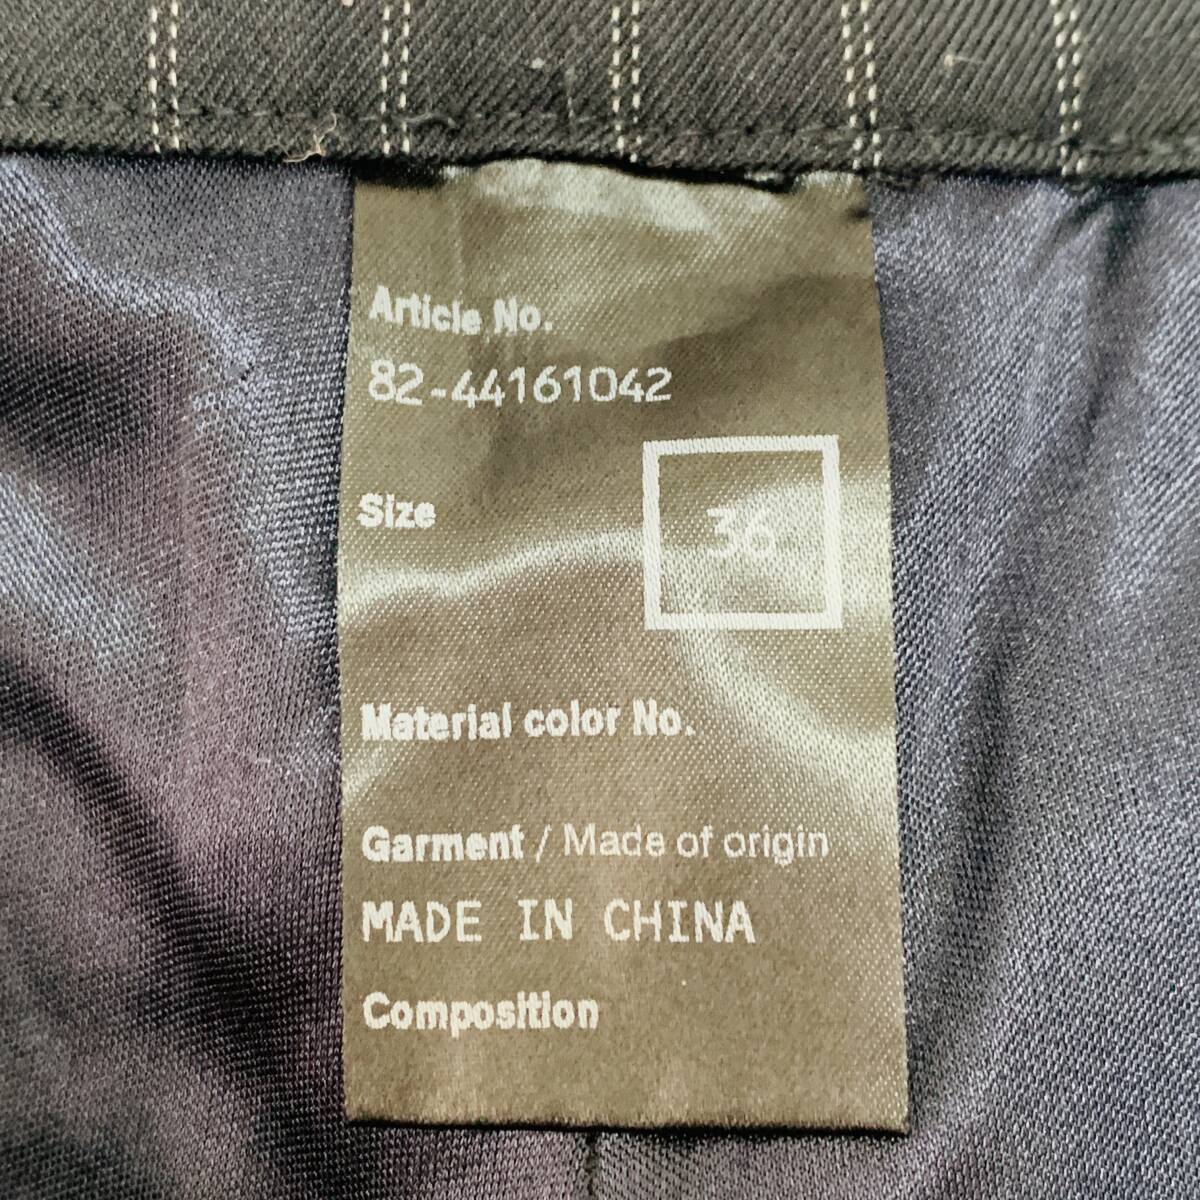 Article No.
82-44161042
Size
36
Material color No.
Garment / Made of origin
MADE IN CHINA
Composition